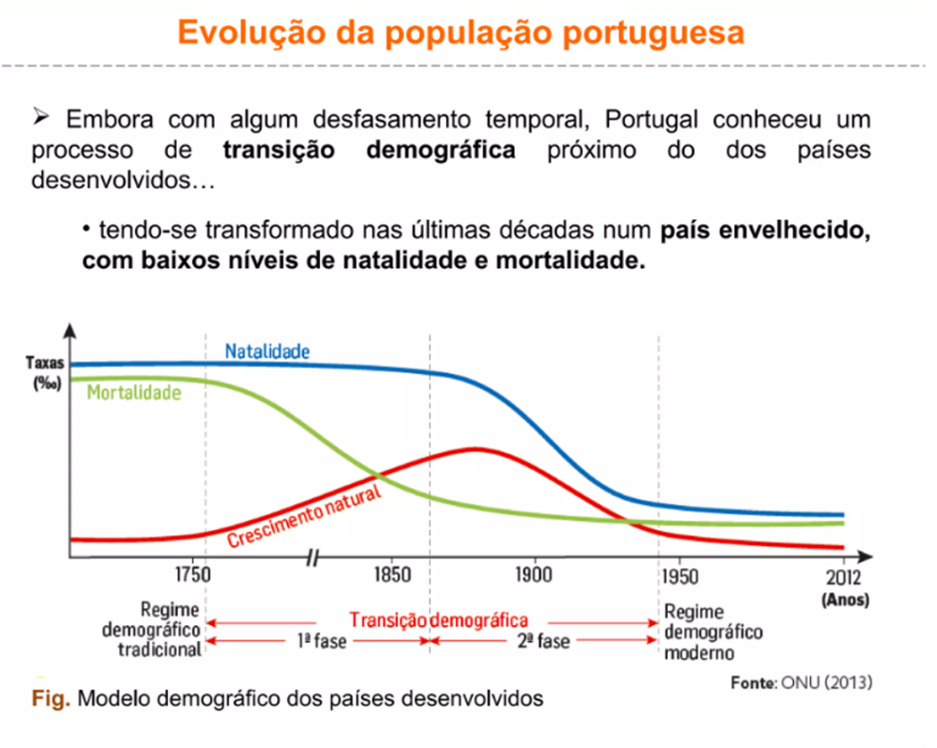 Evolução da população portuguesa
➢ Embora com algum desfasamento temporal, Portugal conheceu um
processo de transição demográfica próximo do dos países
desenvolvidos…
• tendo-se transformado nas últimas décadas num país envelhecido,
com baixos níveis de natalidade e mortalidade.
Taxas
(‰)
Natalidade
Mortalidade
Crescimento natural
1750
1850
1900
1950
2012
(Anos)
Regime
demográfico
tradicional
Transição demográfica
1ª fase
2ª fase
Regime
demográfico
moderno
Fonte: ONU (2013)
Fig. Modelo demográfico dos países desenvolvidos